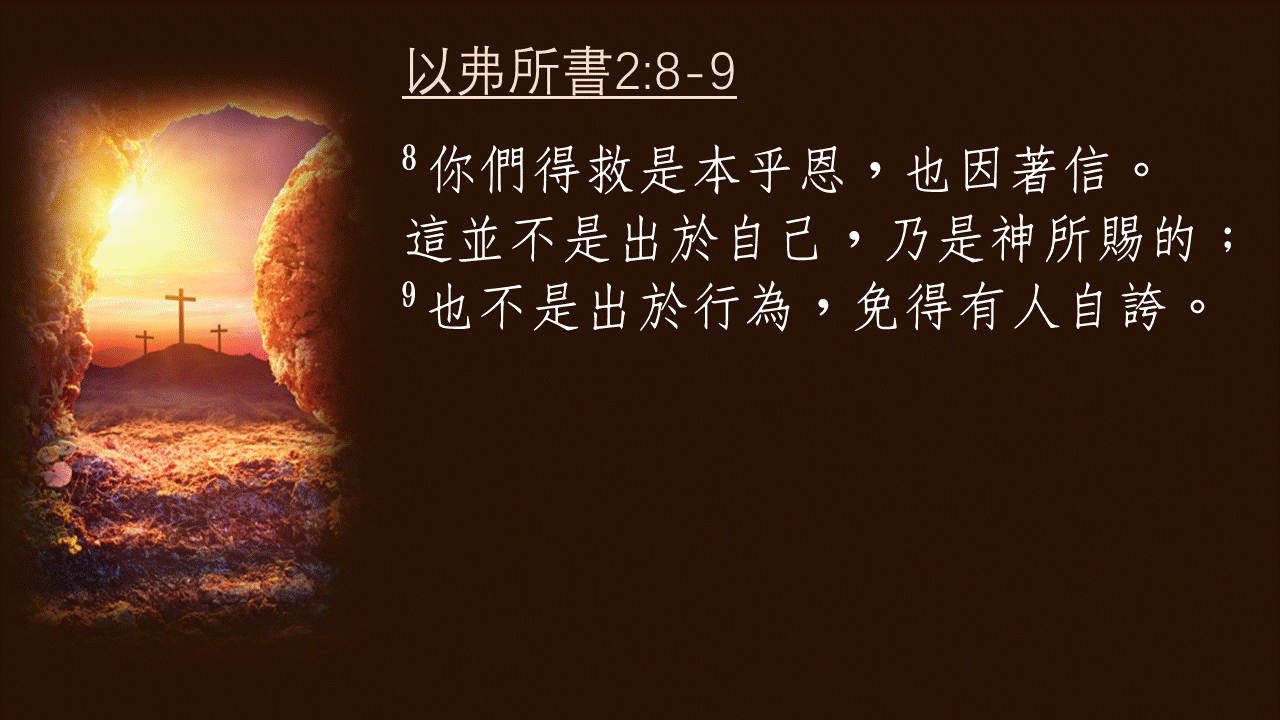 以弗所書2:8-9
8你們得救是本乎恩，也因著信。
這並不是出於自己，乃是神所賜的；
9也不是出於行為，免得有人自誇。